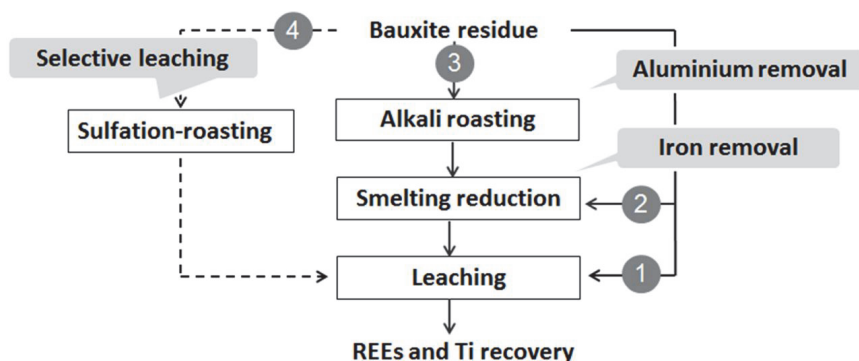 4
Bauxite residue
Selective leaching
3
Aluminium removal
Sulfation-roasting
Alkali roasting
Iron removal
Smelting reduction
2
Leaching
1
REEs and Ti recovery